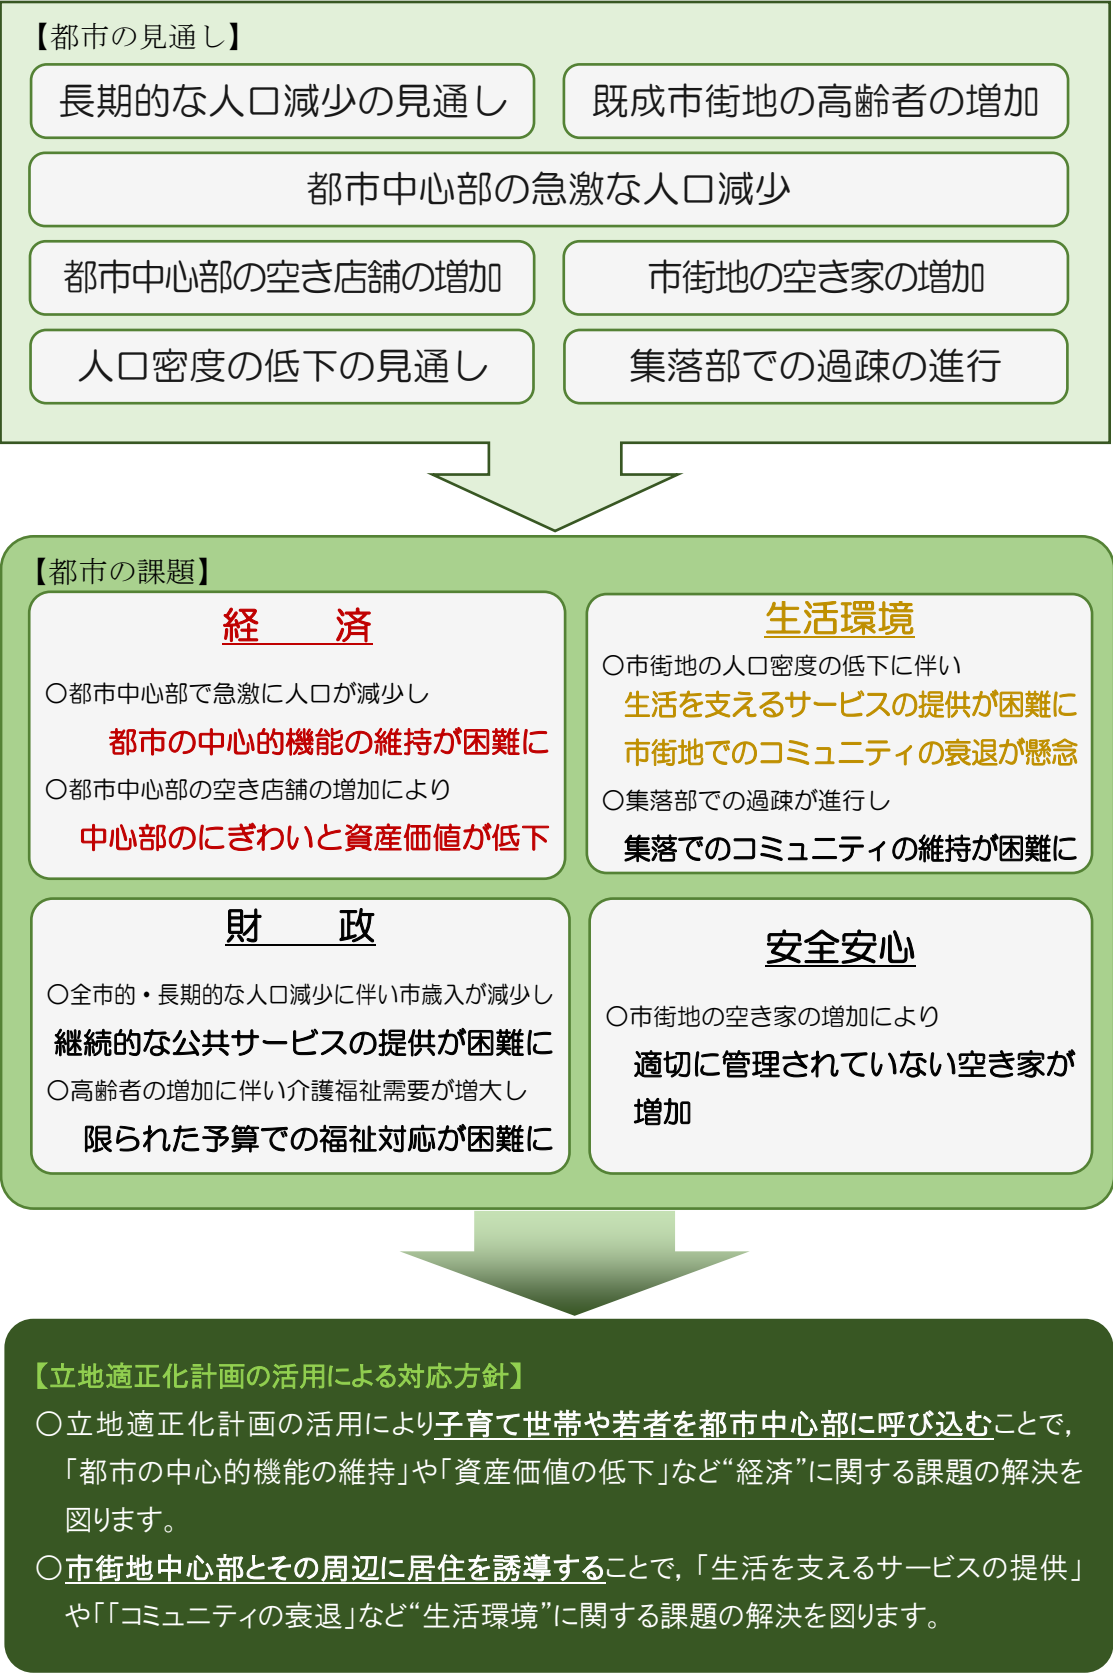 【都市の見通し】
長期的な人口減少の見通し
既成市街地の高齢者の増加
都市中心部の急激な人口減少
都市中心部の空き店舗の増加
市街地の空き家の増加
人口密度の低下の見通し
集落部での過疎の進行
【都市の課題】
経　済
〇都市中心部で急激に人口が減少し
都市の中心的機能の維持が困難に
〇都市中心部の空き店舗の増加により
中心部のにぎわいと資産価値が低下
生活環境
〇市街地の人口密度の低下に伴い
生活を支えるサービスの提供が困難に
市街地でのコミュニティの衰退が懸念
〇集落部での過疎が進行し
集落でのコミュニティの維持が困難に
財　政
〇全市的・長期的な人口減少に伴い市歳入が減少し
継続的な公共サービスの提供が困難に
〇高齢者の増加に伴い介護福祉需要が増大し
限られた予算での福祉対応が困難に
安全安心
〇市街地の空き家の増加により
適切に管理されていない空き家が
増加
【立地適正化計画の活用による対応方針】
〇立地適正化計画の活用により子育て世帯や若者を都市中心部に呼び込むことで，
「都市の中心的機能の維持」や「資産価値の低下」など“経済”に関する課題の解決を
図ります。
〇市街地中心部とその周辺に居住を誘導することで，「生活を支えるサービスの提供」
や「「コミュニティの衰退」など“生活環境”に関する課題の解決を図ります。